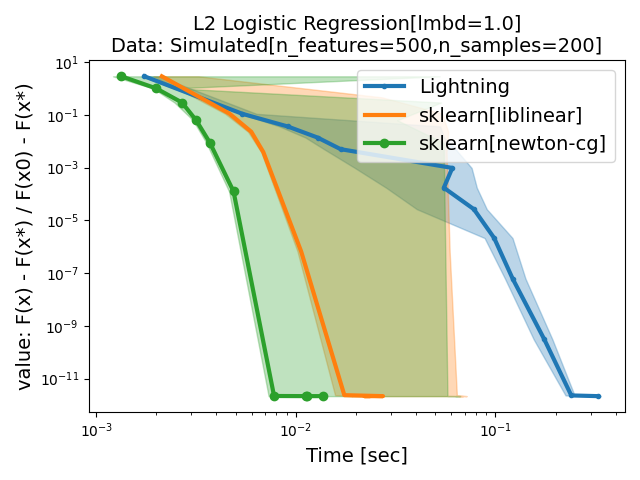 L2 Logistic Regression[lmbd=1.0]
Data: Simulated[n_features=500,n_samples=200]
value: F(x) - F(x*) / F(x0) - F(x*)
10¹
10⁻¹
10⁻³
10⁻⁵
10⁻⁷
10⁻⁹
10⁻¹¹
Lightning
sklearn[liblinear]
sklearn[newton-cg]
10⁻³
10⁻²
10⁻¹
Time [sec]